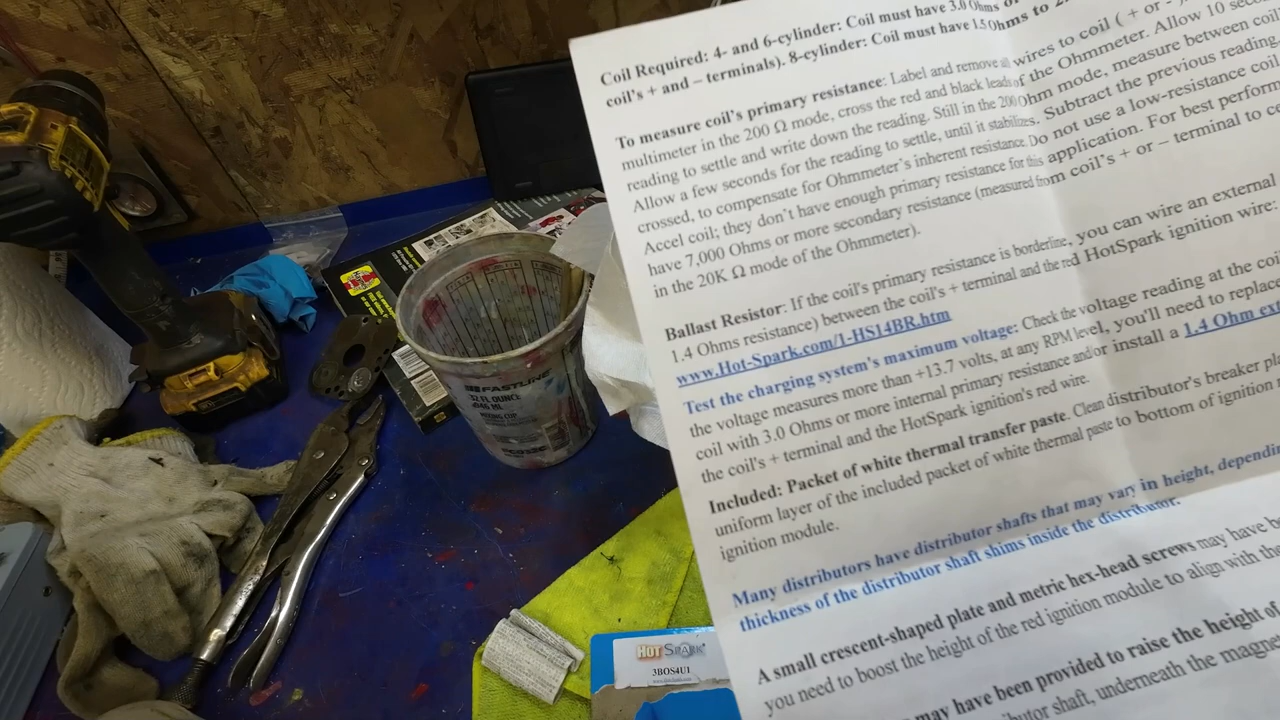 Coil Required: 4- and 6-cylinder: Coil must have 3.0 Ohms or
coil's + and – terminals). 8-cylinder: Coil must have 1.5 Ohms to
To measure coil's primary resistance: Label and remove all wires to coil ( + or - ).
multimeter in the 200 Ω mode, cross the red and black leads of the Ohmmeter. Allow 10
reading to settle and write down the reading. Still in the 200 Ohm mode, measure between
Allow a few seconds for the reading to settle, until it stabilizes. Subtract the previous reading,
crossed, to compensate for Ohmmeter's inherent resistance. Do not use a low-resistance coil
Accel coil; they don't have enough primary resistance for this application. For best
have 7,000 Ohms or more secondary resistance (measured from coil's + or – terminal to
in the 20K Ω mode of the Ohmmeter).
Ballast Resistor: If the coil's primary resistance is borderline, you can wire an external
1.4 Ohms resistance) between the coil's + terminal and the red HotSpark ignition wire:
www.Hot-Spark.com/1-HS14BR.htm
Test the charging system's maximum voltage: Check the voltage reading at the
the voltage measures more than +13.7 volts, at any RPM level, you'll need to replace
coil with 3.0 Ohms or more internal primary resistance and/or install a 1.4 Ohm
the coil's + terminal and the HotSpark ignition's red wire.
Included: Packet of white thermal transfer paste. Clean distributor's breaker
uniform layer of the included packet of white thermal paste to bottom of ignition
ignition module.
Many distributors have distributor shafts that may vary in height,
thickness of the distributor shaft shims inside the distributor.
A small crescent-shaped plate and metric hex-head screws may have
you need to boost the height of the red ignition module to align with
may have been provided to raise the height of
shaft, underneath the
FASTLINE
32 FL OUNCE
946 ML
MIXING CUP
HOT SPARK
3BOS4U1